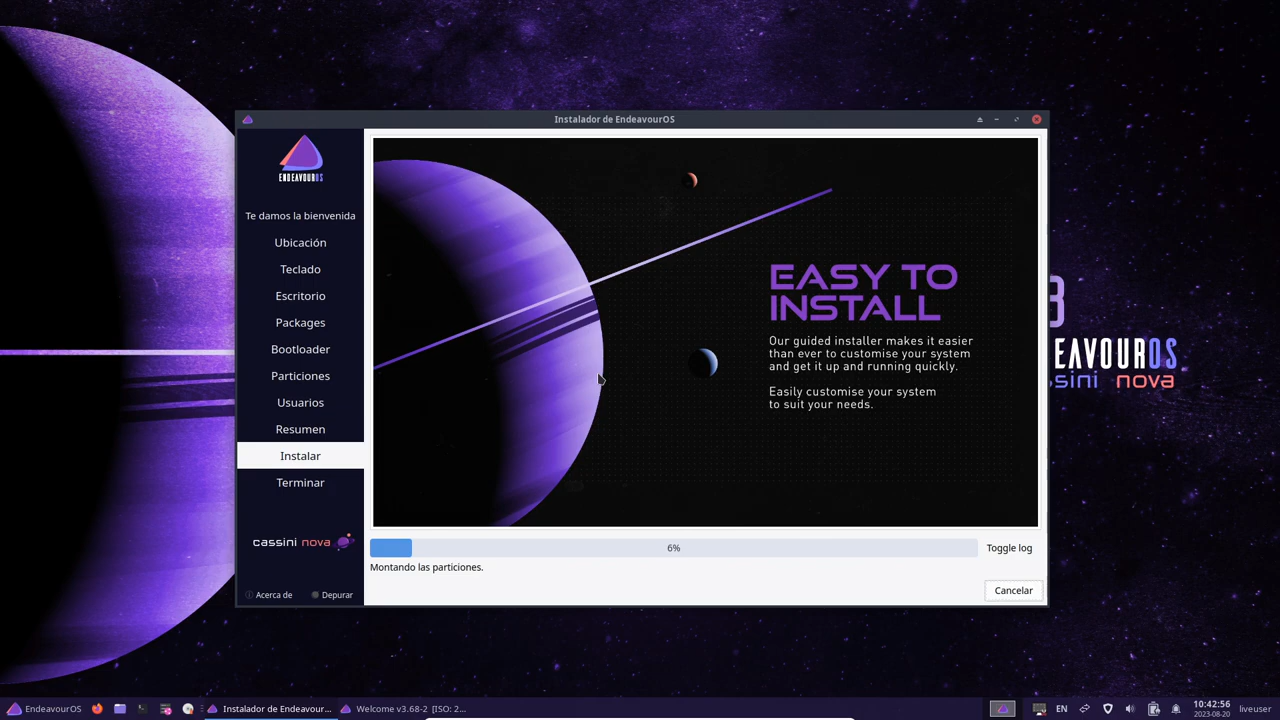 Instalador de EndeavourOS
ENDEAVOUROS
Te damos la bienvenida
Ubicación
Teclado
Escritorio
Packages
Bootloader
Particiones
Usuarios
Resumen
Instalar
Terminar
cassini nova
Acerca de
Depurar
EASY TO
INSTALL
Our guided installer makes it easier
than ever to customise your system
and get it up and running quickly.
Easily customise your system
to suit your needs.
6%
Toggle log
Montando las particiones.
Cancelar
3
EAVOUROS
sini nova
EndeavourOS
Instalador de Endeavour...
Welcome v3.68-2 [ISO: 2...
EN
10:42:56
2023-08-20
liveuser